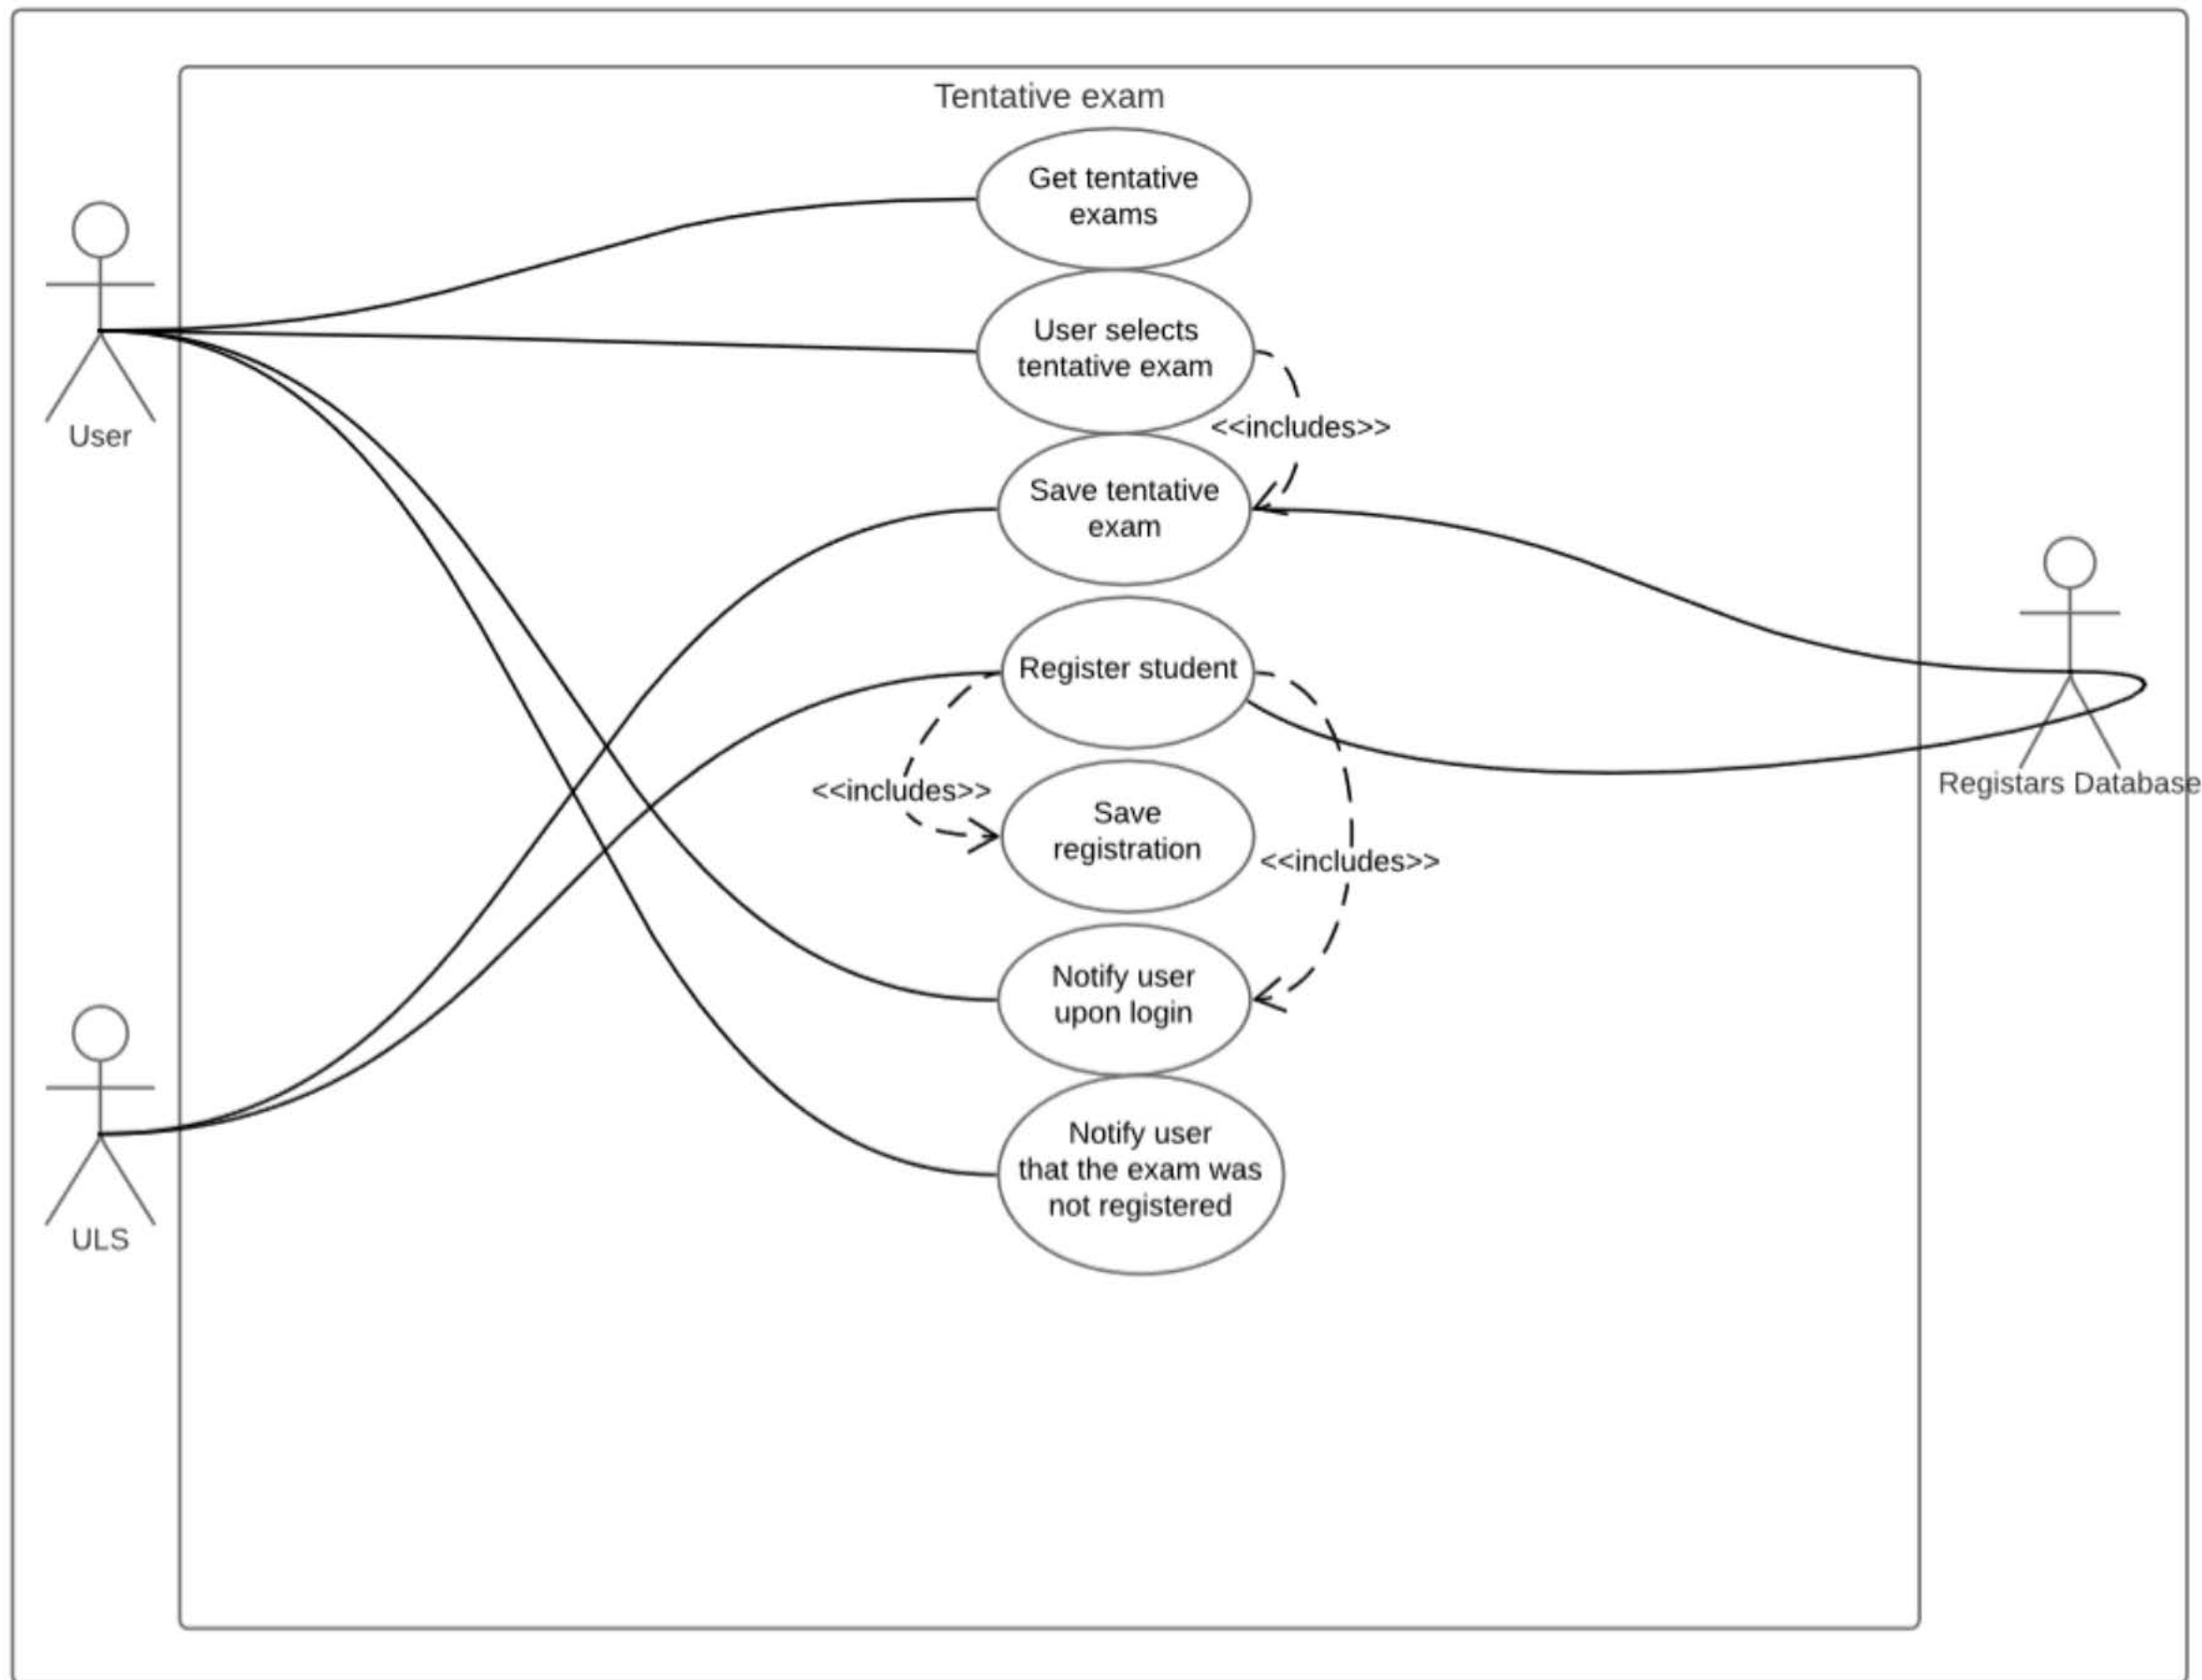 Tentative exam
Get tentative
exams
User selects
tentative exam
User
<<includes>>
Save tentative
exam
Register student
Registars Database
<<includes>>
Save
registration
<<includes>>
Notify user
upon login
Notify user
that the exam was
not registered
ULS